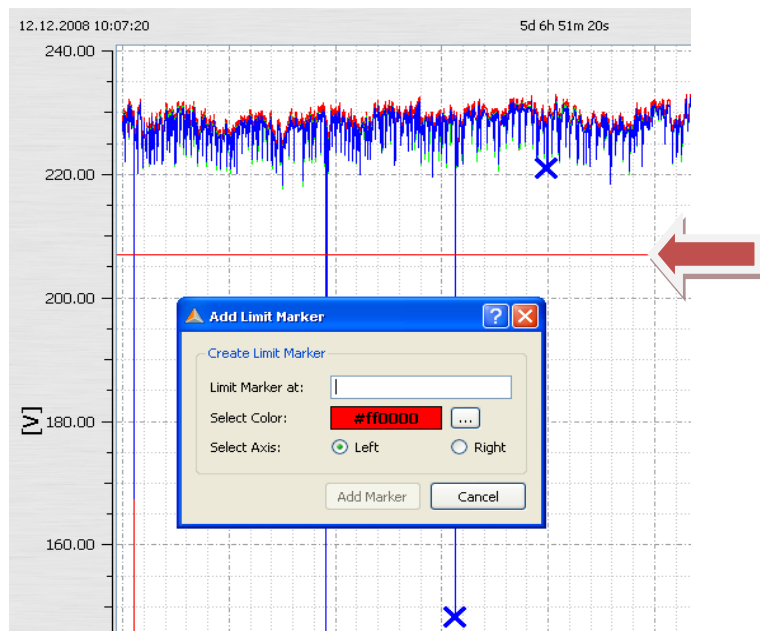 12.12.2008 10:07:20 5d 6h 51m 20s
240.00
220.00
200.00
Add Limit Marker
Create Limit Marker
Limit Marker at:
Select Color: #ff0000 ...
[V]
180.00
Select Axis: Left Right
Add Marker Cancel
160.00